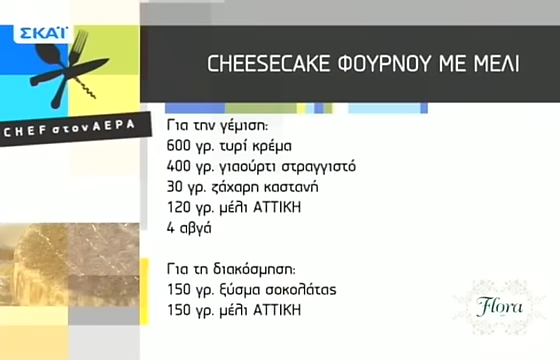 ΣΚΑΪ
CHEESECAKE ΦΟΥΡΝΟΥ ΜΕ ΜΕΛΙ
CHEF στον ΑΕΡΑ
Για την γέμιση:
600 γρ. τυρί κρέμα
400 γρ. γιαούρτι στραγγιστό
30 γρ. ζάχαρη καστανή
120 γρ. μέλι ΑΤΤΙΚΗ
4 αβγά
Για τη διακόσμηση:
150 γρ. ξύσμα σοκολάτας
150 γρ. μέλι ΑΤΤΙΚΗ
Flora